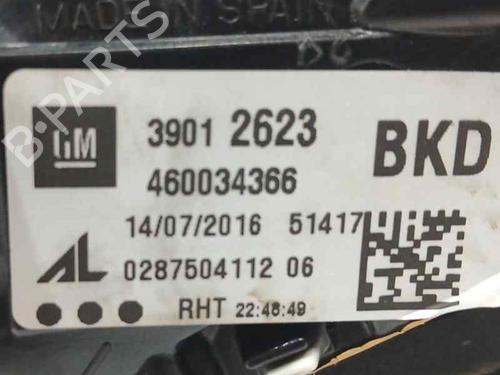 MADE IN SPAIN
B-PARTS
GM
3901 2623
BKD
460034366
14/07/2016 51417
AL
0287504112 06
RHT 22:48:49